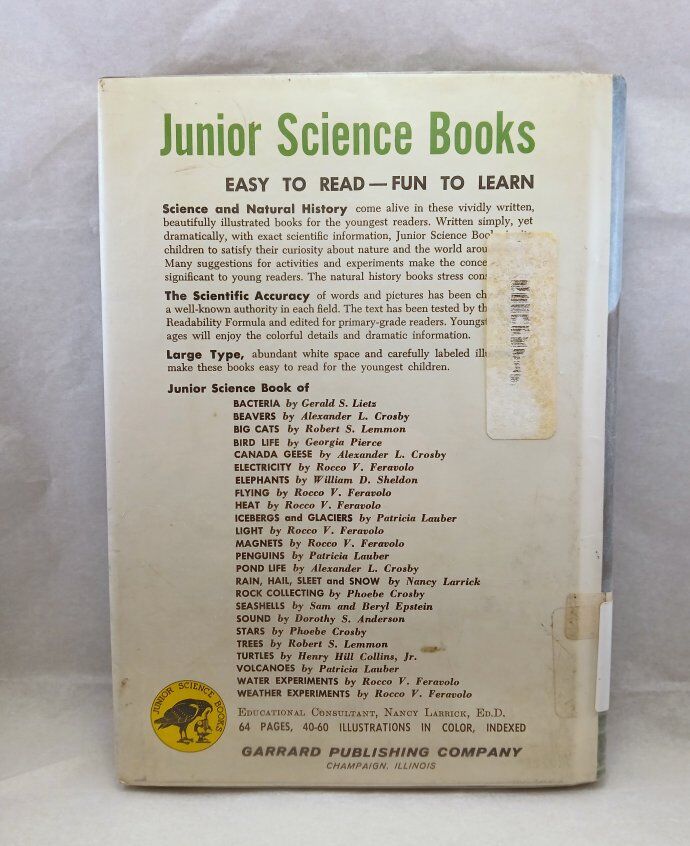 Junior Science Books
EASY TO READ — FUN TO LEARN
Science and Natural History come alive in these vividly written,
beautifully illustrated books for the youngest readers. Written simply, yet
dramatically, with exact scientific information, Junior Science
children to satisfy their curiosity about nature and the world
Many suggestions for activities and experiments make the
significant to young readers. The natural history books stress
The Scientific Accuracy of words and pictures has been
a well-known authority in each field. The text has been tested by
Readability Formula and edited for primary-grade readers.
ages will enjoy the colorful details and dramatic information.
Large Type, abundant white space and carefully labeled
make these books easy to read for the youngest children.
Junior Science Book of
BACTERIA by Gerald S. Lietz
BEAVERS by Alexander L. Crosby
BIG CATS by Robert S. Lemmon
BIRD LIFE by Georgia Pierce
CANADA GEESE by Alexander L. Crosby
ELECTRICITY by Rocco V. Feravolo
ELEPHANTS by William D. Sheldon
FLYING by Rocco V. Feravolo
HEAT by Rocco V. Feravolo
ICEBERGS and GLACIERS by Patricia Lauber
LIGHT by Rocco V. Feravolo
MAGNETS by Rocco V. Feravolo
PENGUINS by Patricia Lauber
POND LIFE by Alexander L. Crosby
RAIN, HAIL, SLEET and SNOW by Nancy Larrick
ROCK COLLECTING by Phoebe Crosby
SEASHELLS by Sam and Beryl Epstein
SOUND by Dorothy S. Anderson
STARS by Phoebe Crosby
TREES by Robert S. Lemmon
TURTLES by Henry Hill Collins, Jr.
VOLCANOES by Patricia Lauber
WATER EXPERIMENTS by Rocco V. Feravolo
WEATHER EXPERIMENTS by Rocco V. Feravolo
JUNIOR SCIENCE BOOKS
EDUCATIONAL CONSULTANT, NANCY LARRICK, ED.D.
64 PAGES, 40-60 ILLUSTRATIONS IN COLOR, INDEXED
GARRARD PUBLISHING COMPANY
CHAMPAIGN, ILLINOIS